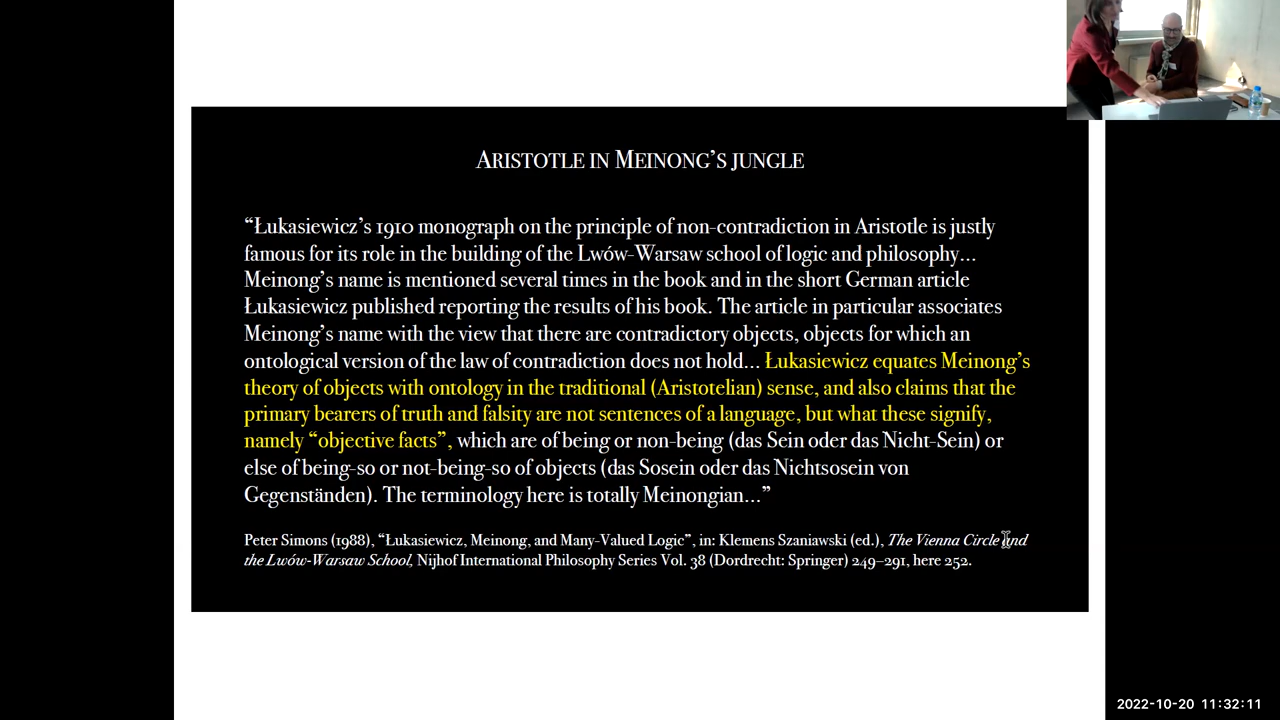 ARISTOTLE IN MEINONG’S JUNGLE
“Łukasiewicz’s 1910 monograph on the principle of non-contradiction in Aristotle is justly
famous for its role in the building of the Lwów-Warsaw school of logic and philosophy…
Meinong’s name is mentioned several times in the book and in the short German article
Łukasiewicz published reporting the results of his book. The article in particular associates
Meinong’s name with the view that there are contradictory objects, objects for which an
ontological version of the law of contradiction does not hold… Łukasiewicz equates Meinong’s
theory of objects with ontology in the traditional (Aristotelian) sense, and also claims that the
primary bearers of truth and falsity are not sentences of a language, but what these signify,
namely “objective facts”, which are of being or non-being (das Sein oder das Nicht-Sein) or
else of being-so or not-being-so of objects (das Sosein oder das Nichtsosein von
Gegenständen). The terminology here is totally Meinongian…”
Peter Simons (1988), “Łukasiewicz, Meinong, and Many-Valued Logic”, in: Klemens Szaniawski (ed.), The Vienna Circle and
the Lwów-Warsaw School, Nijhof International Philosophy Series Vol. 38 (Dordrecht: Springer) 249–291, here 252.
2022-10-20 11:32:11